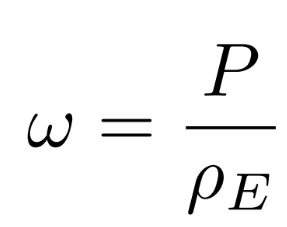 ω = P / ρ_E